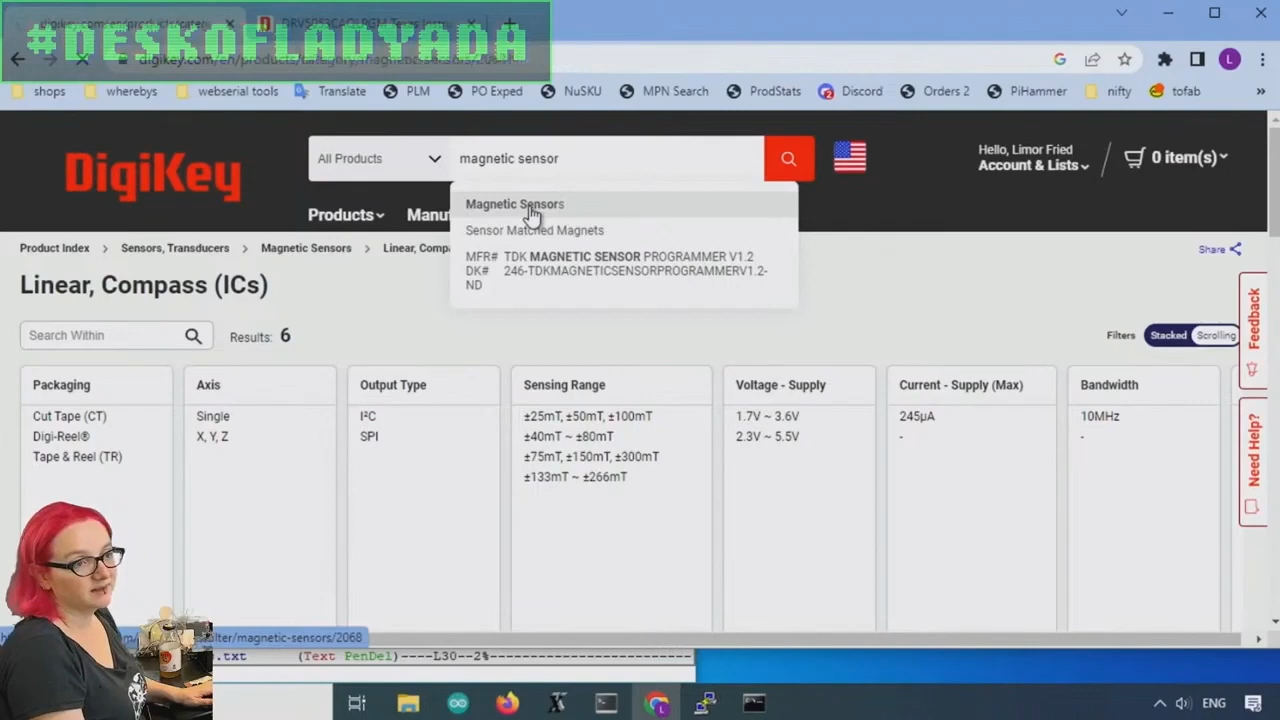 #DESKOFLADYADA
shops
wherebys
webserial tools
Translate
PLM
PO Exped
NuSKU
MPN Search
ProdStats
Discord
Orders 2
PiHammer
nifty
tofab
»
DigiKey
All Products
magnetic sensor
Hello, Limor Fried
Account & Lists
0 item(s)
Products
Manu
Magnetic Sensors
Sensor Matched Magnets
MFR# TDK MAGNETIC SENSOR PROGRAMMER V1.2
DK# 246-TDKMAGNETICSENSORPROGRAMMERV1.2-
ND
Product Index > Sensors, Transducers > Magnetic Sensors > Linear, Compa
Share
Linear, Compass (ICs)
Search Within
Results: 6
Filters
Stacked
Scrolling
Feedback
Need Help?
Packaging
Cut Tape (CT)
Digi-Reel®
Tape & Reel (TR)
Axis
Single
X, Y, Z
Output Type
I²C
SPI
Sensing Range
±25mT, ±50mT, ±100mT
±40mT ~ ±80mT
±75mT, ±150mT, ±300mT
±133mT ~ ±266mT
Voltage - Supply
1.7V ~ 3.6V
2.3V ~ 5.5V
Current - Supply (Max)
245µA
-
Bandwidth
10MHz
-
lter/magnetic-sensors/2068
.txt (Text PenDel)----L30--2%
ENG